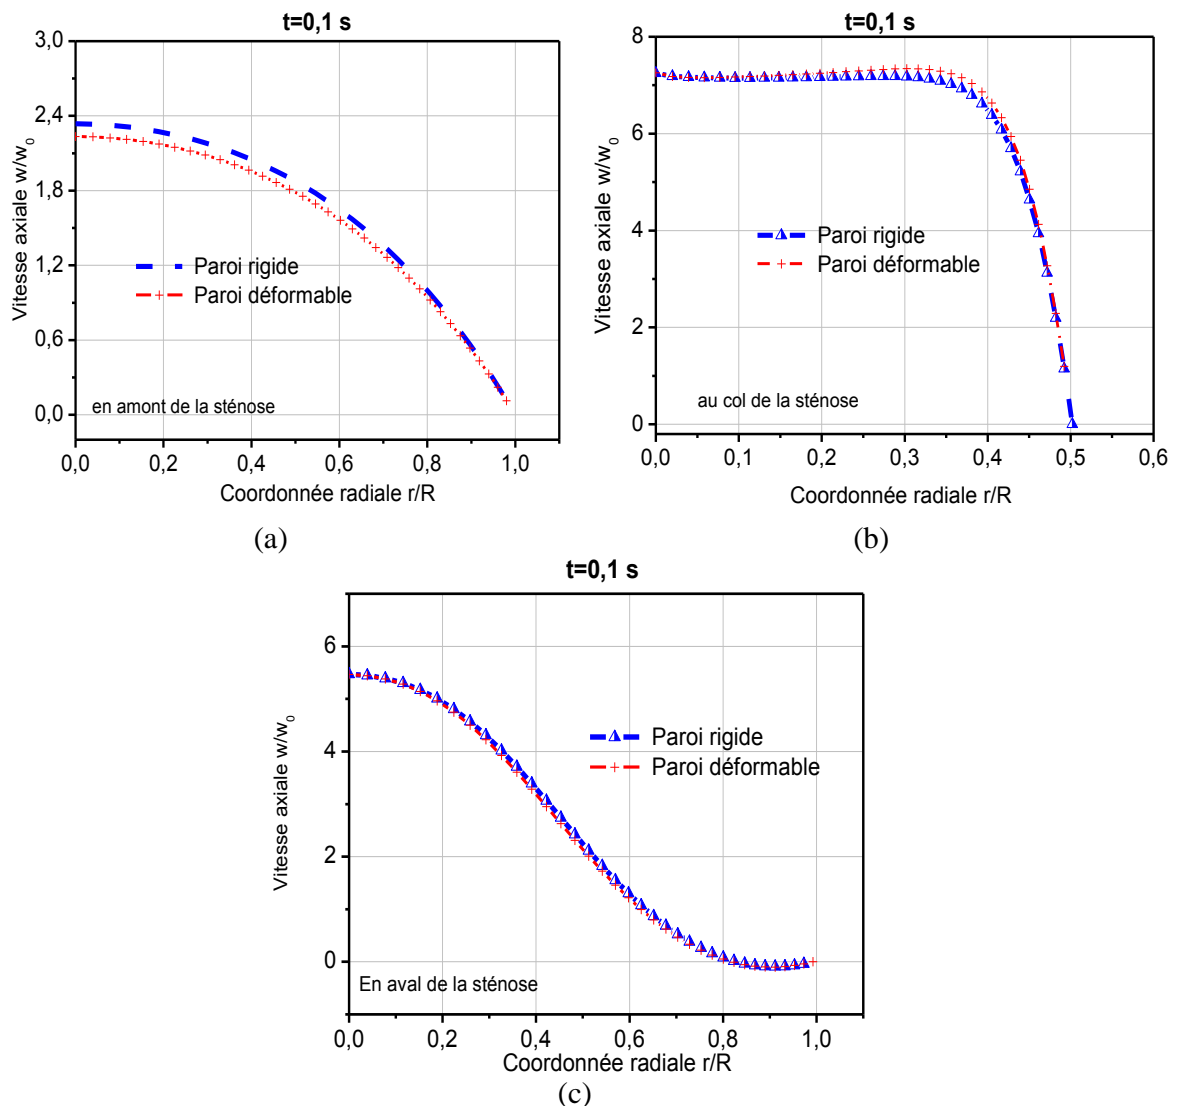 t=0,1 s
3,0
2,4
1,8
1,2
0,6
0,0
Vitesse axiale w/w0
Paroi rigide
Paroi déformable
en amont de la sténose
0,0 0,2 0,4 0,6 0,8 1,0
Coordonnée radiale r/R
(a)
t=0,1 s
8
6
4
2
0
Vitesse axiale w/w0
Paroi rigide
Paroi déformable
au col de la sténose
0,0 0,1 0,2 0,3 0,4 0,5 0,6
Coordonnée radiale r/R
(b)
t=0,1 s
6
4
2
0
Vitesse axiale w/w0
Paroi rigide
Paroi déformable
En aval de la sténose
0,0 0,2 0,4 0,6 0,8 1,0
Coordonnée radiale r/R
(c)